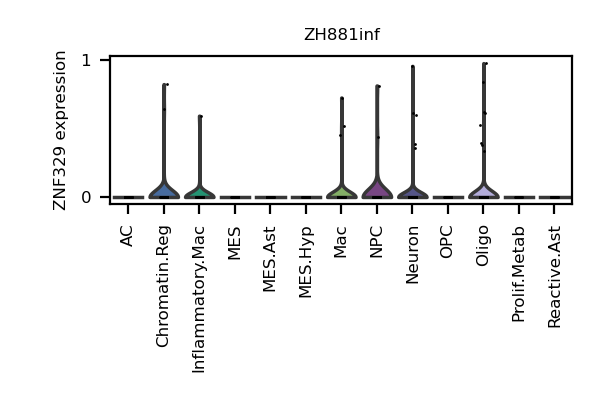 ZH881inf
ZNF329 expression
1
0
AC
Chromatin.Reg
Inflammatory.Mac
MES
MES.Ast
MES.Hyp
Mac
NPC
Neuron
OPC
Oligo
Prolif.Metab
Reactive.Ast